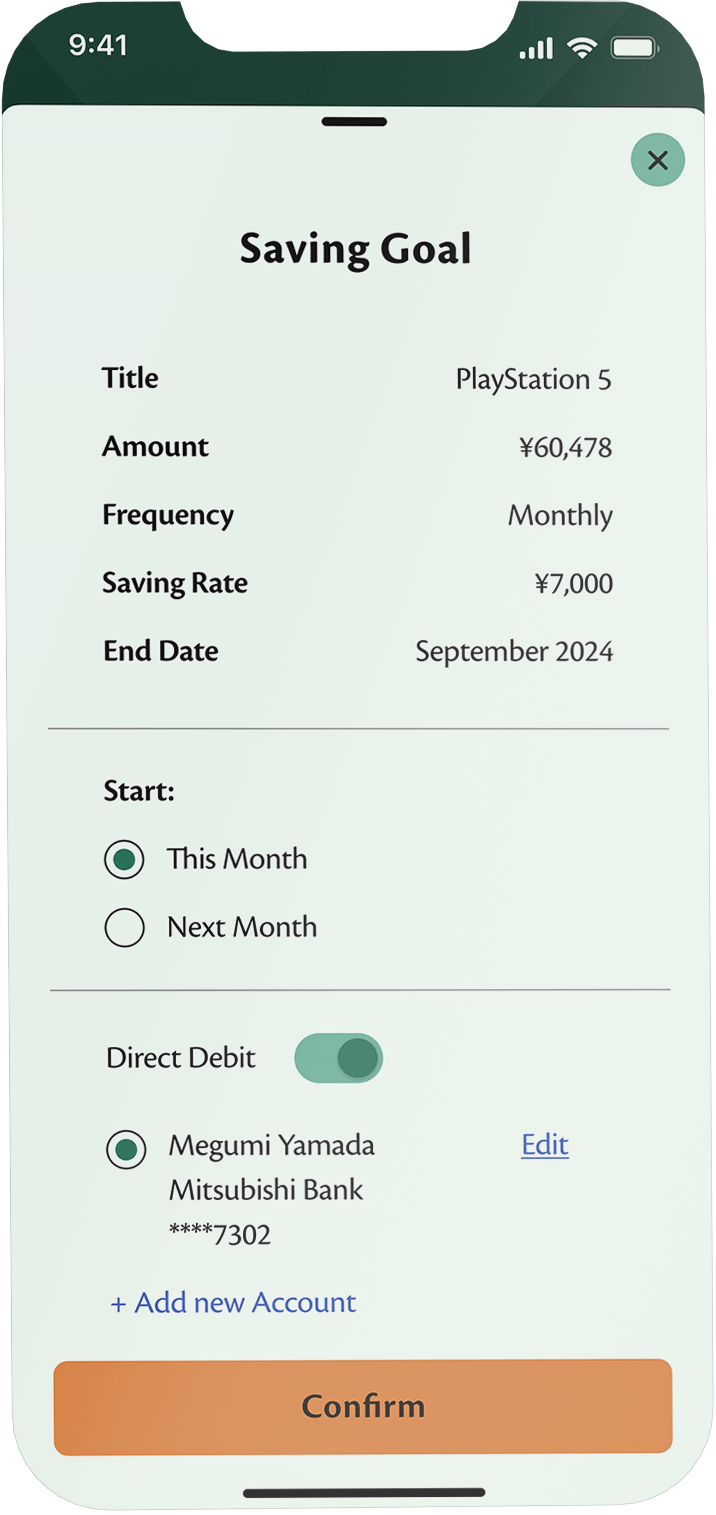 9:41
Saving Goal
Title PlayStation 5
Amount ¥60,478
Frequency Monthly
Saving Rate ¥7,000
End Date September 2024
Start:
This Month
Next Month
Direct Debit
Megumi Yamada Edit
Mitsubishi Bank
****7302
+ Add new Account
Confirm